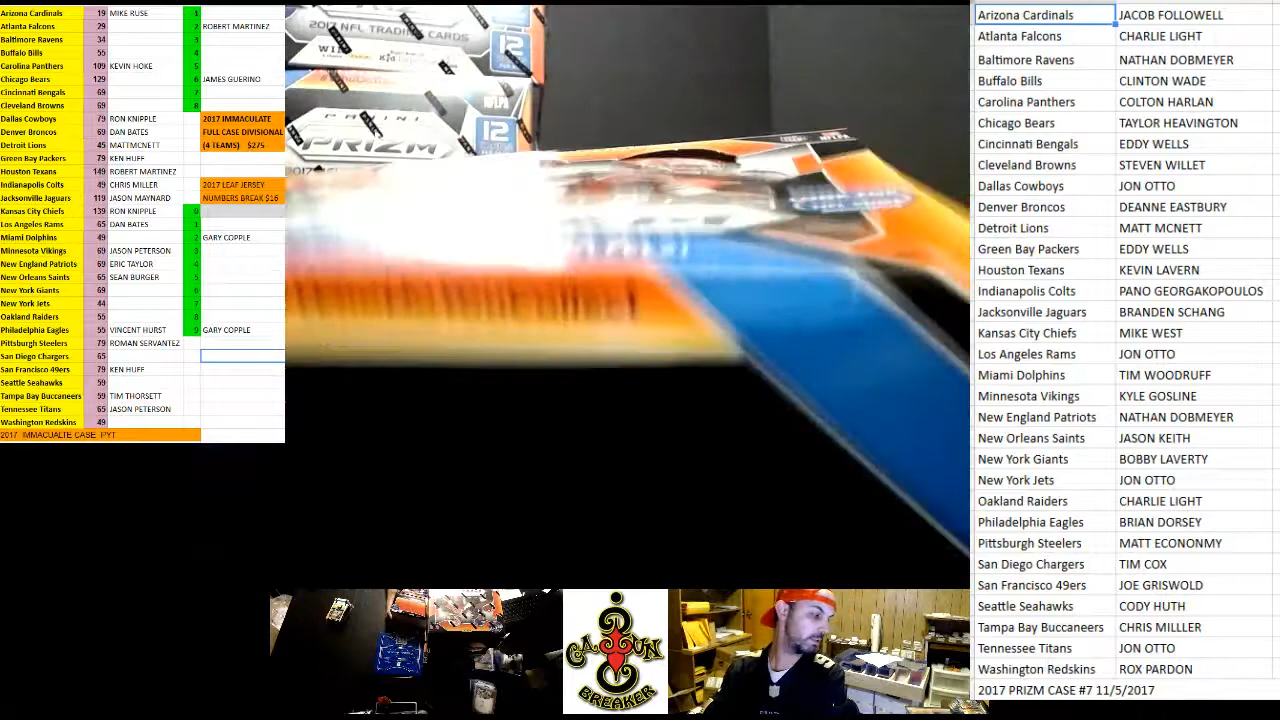 Arizona Cardinals 19 MIKE RUSE 1
Atlanta Falcons 29 2 ROBERT MARTINEZ
Baltimore Ravens 34 3
Buffalo Bills 55 4
Carolina Panthers 109 KEVIN HOKE 5
Chicago Bears 129 6 JAMES GUERINO
Cincinnati Bengals 69 7
Cleveland Browns 69 8
Dallas Cowboys 79 RON KNIPPLE 2017 IMMACULATE
Denver Broncos 69 DAN BATES FULL CASE DIVISIONAL
Detroit Lions 45 MATTMCNETT (4 TEAMS) $275
Green Bay Packers 79 KEN HUFF
Houston Texans 149 ROBERT MARTINEZ
Indianapolis Colts 49 CHRIS MILLER 2017 LEAF JERSEY
Jacksonville Jaguars 119 JASON MAYNARD NUMBERS BREAK $16
Kansas City Chiefs 139 RON KNIPPLE 0
Los Angeles Rams 65 DAN BATES 1
Miami Dolphins 49 2 GARY COPPLE
Minnesota Vikings 69 JASON PETERSON 3
New England Patriots 69 ERIC TAYLOR 4
New Orleans Saints 65 SEAN BURGER 5
New York Giants 69 6
New York Jets 44 7
Oakland Raiders 55 8
Philadelphia Eagles 55 VINCENT HURST 9 GARY COPPLE
Pittsburgh Steelers 79 ROMAN SERVANTEZ
San Diego Chargers 65
San Francisco 49ers 79 KEN HUFF
Seattle Seahawks 59
Tampa Bay Buccaneers 59 TIM THORSETT
Tennessee Titans 65 JASON PETERSON
Washington Redskins 49
2017 IMMACUALTE CASE PYT
2017 NFL TRADING CARDS
12
PANINI
PRIZM
NFLPA
12
CAJUN
BREAKER
Arizona Cardinals JACOB FOLLOWELL
Atlanta Falcons CHARLIE LIGHT
Baltimore Ravens NATHAN DOBMEYER
Buffalo Bills CLINTON WADE
Carolina Panthers COLTON HARLAN
Chicago Bears TAYLOR HEAVINGTON
Cincinnati Bengals EDDY WELLS
Cleveland Browns STEVEN WILLET
Dallas Cowboys JON OTTO
Denver Broncos DEANNE EASTBURY
Detroit Lions MATT MCNETT
Green Bay Packers EDDY WELLS
Houston Texans KEVIN LAVERN
Indianapolis Colts PANO GEORGAKOPOULOS
Jacksonville Jaguars BRANDEN SCHANG
Kansas City Chiefs MIKE WEST
Los Angeles Rams JON OTTO
Miami Dolphins TIM WOODRUFF
Minnesota Vikings KYLE GOSLINE
New England Patriots NATHAN DOBMEYER
New Orleans Saints JASON KEITH
New York Giants BOBBY LAVERTY
New York Jets JON OTTO
Oakland Raiders CHARLIE LIGHT
Philadelphia Eagles BRIAN DORSEY
Pittsburgh Steelers MATT ECONONMY
San Diego Chargers TIM COX
San Francisco 49ers JOE GRISWOLD
Seattle Seahawks CODY HUTH
Tampa Bay Buccaneers CHRIS MILLLER
Tennessee Titans JON OTTO
Washington Redskins ROX PARDON
2017 PRIZM CASE #7 11/5/2017